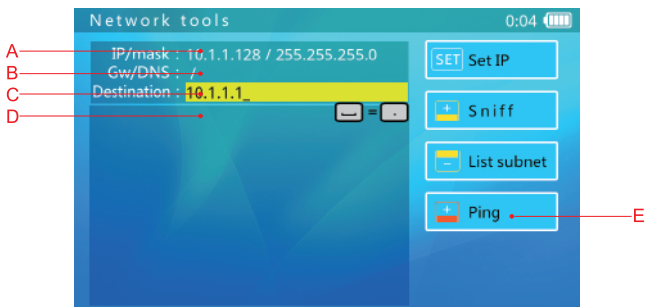 Network tools 0:04
A IP/mask : 10.1.1.128 / 255.255.255.0
B Gw/DNS : /
C Destination : 10.1.1.1_
D ⎵ = .
SET Set IP
+ Sniff
− List subnet
+ Ping E